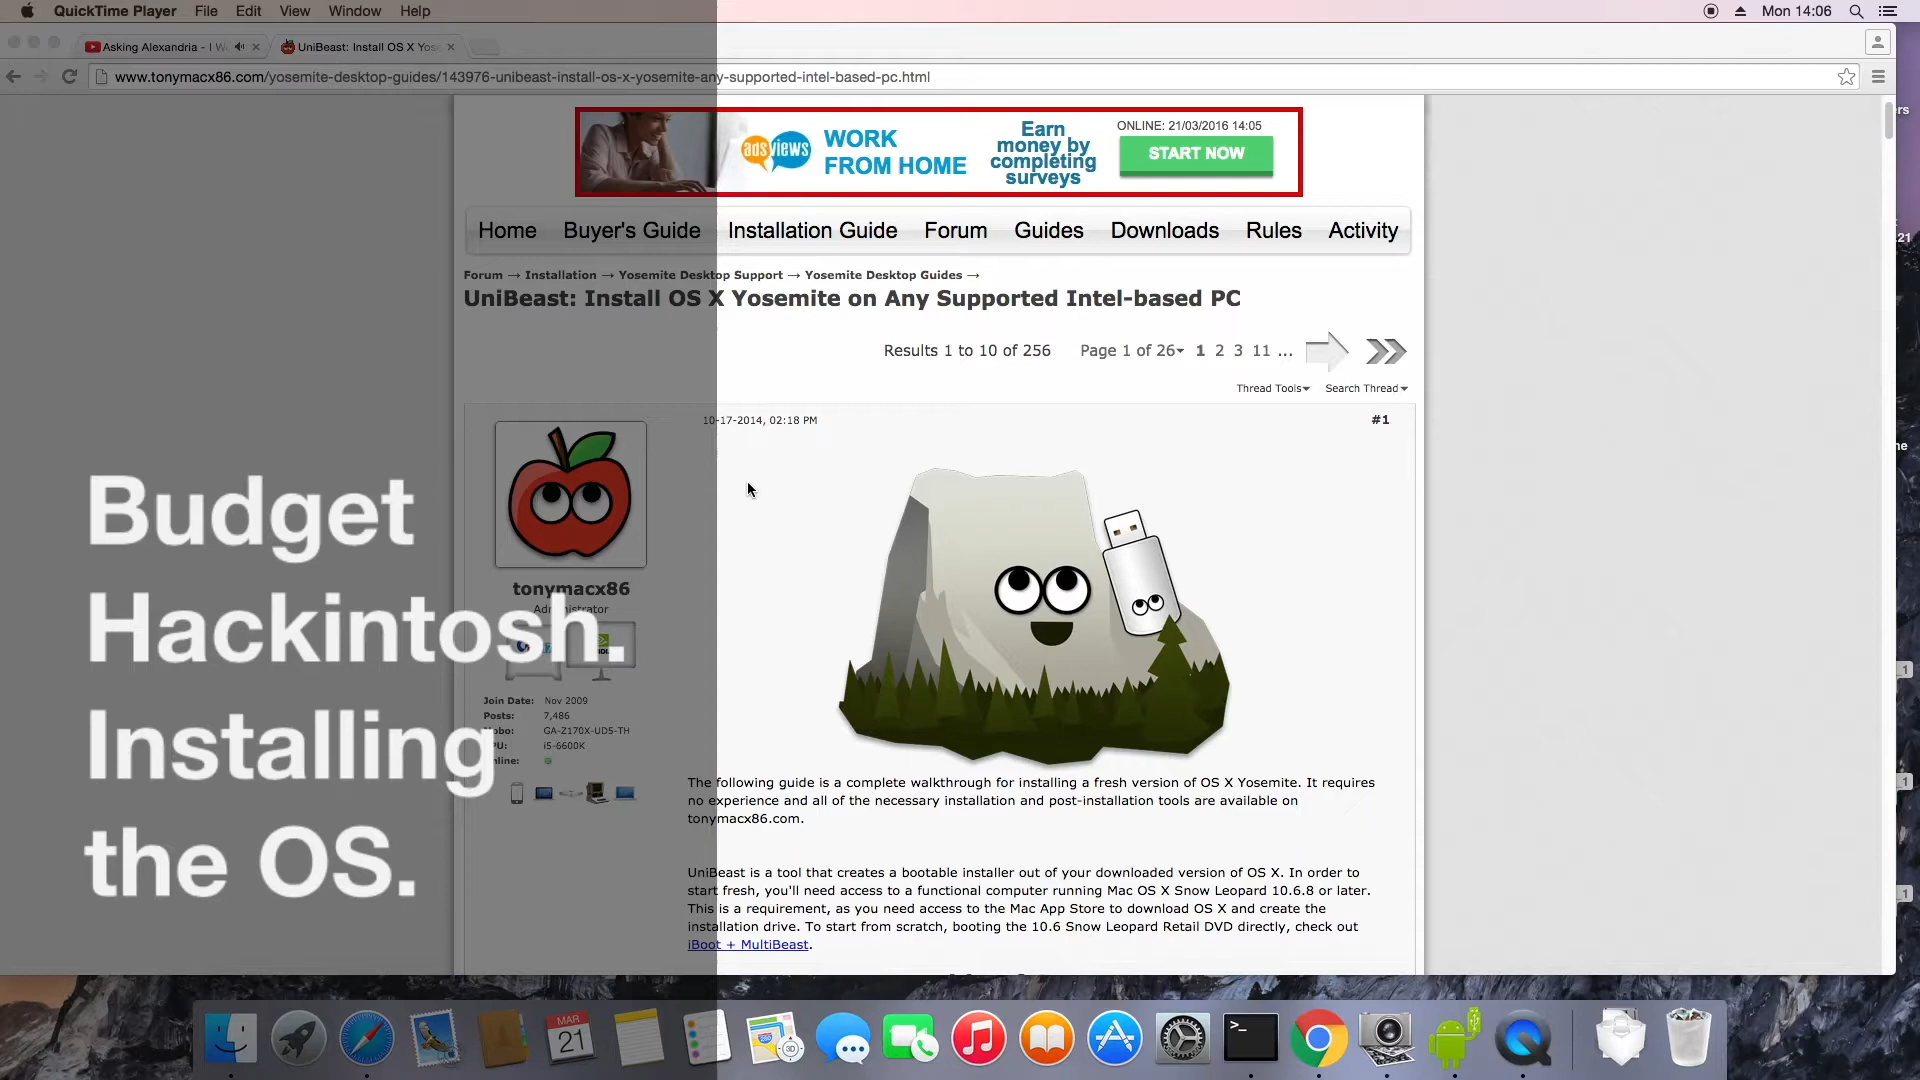 QuickTime Player File Edit View Window Help
Mon 14:06
Asking Alexandria - I W
UniBeast: Install OS X Yos
www.tonymacx86.com/yosemite-desktop-guides/143976-unibeast-install-os-x-yosemite-any-supported-intel-based-pc.html
adsviews
WORK
FROM HOME
Earn
money by
completing
surveys
ONLINE: 21/03/2016 14:05
START NOW
Home Buyer's Guide Installation Guide Forum Guides Downloads Rules Activity
Forum → Installation → Yosemite Desktop Support → Yosemite Desktop Guides →
UniBeast: Install OS X Yosemite on Any Supported Intel-based PC
Results 1 to 10 of 256 Page 1 of 26 1 2 3 11 ...
Thread Tools Search Thread
10-17-2014, 02:18 PM #1
tonymacx86
Administrator
Join Date: Nov 2009
Posts: 7,486
Mobo: GA-Z170X-UD5-TH
CPU: i5-6600K
Online:
Budget
Hackintosh.
Installing
the OS.
The following guide is a complete walkthrough for installing a fresh version of OS X Yosemite. It requires
no experience and all of the necessary installation and post-installation tools are available on
tonymacx86.com.
UniBeast is a tool that creates a bootable installer out of your downloaded version of OS X. In order to
start fresh, you'll need access to a functional computer running Mac OS X Snow Leopard 10.6.8 or later.
This is a requirement, as you need access to the Mac App Store to download OS X and create the
installation drive. To start from scratch, booting the 10.6 Snow Leopard Retail DVD directly, check out
iBoot + MultiBeast.
MAR
21